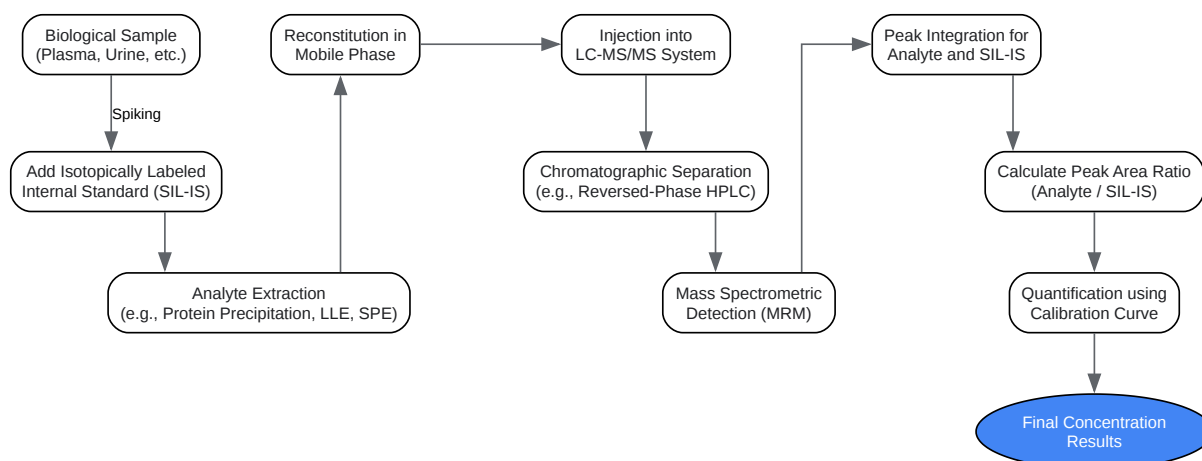 Biological Sample
(Plasma, Urine, etc.)
Spiking
Add Isotopically Labeled
Internal Standard (SIL-IS)
Analyte Extraction
(e.g., Protein Precipitation, LLE, SPE)
Reconstitution in
Mobile Phase
Injection into
LC-MS/MS System
Chromatographic Separation
(e.g., Reversed-Phase HPLC)
Mass Spectrometric
Detection (MRM)
Peak Integration for
Analyte and SIL-IS
Calculate Peak Area Ratio
(Analyte / SIL-IS)
Quantification using
Calibration Curve
Final Concentration
Results